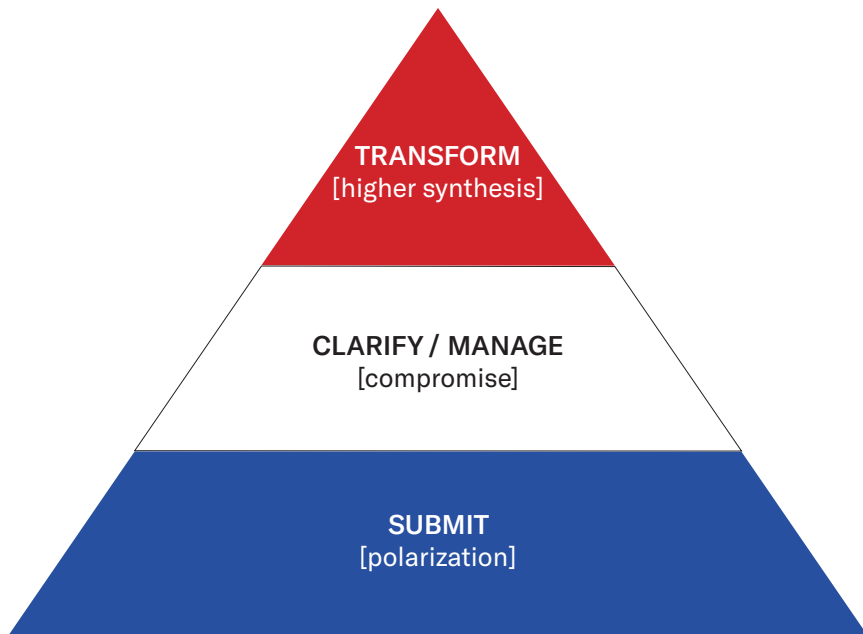 TRANSFORM
[higher synthesis]
CLARIFY / MANAGE
[compromise]
SUBMIT
[polarization]